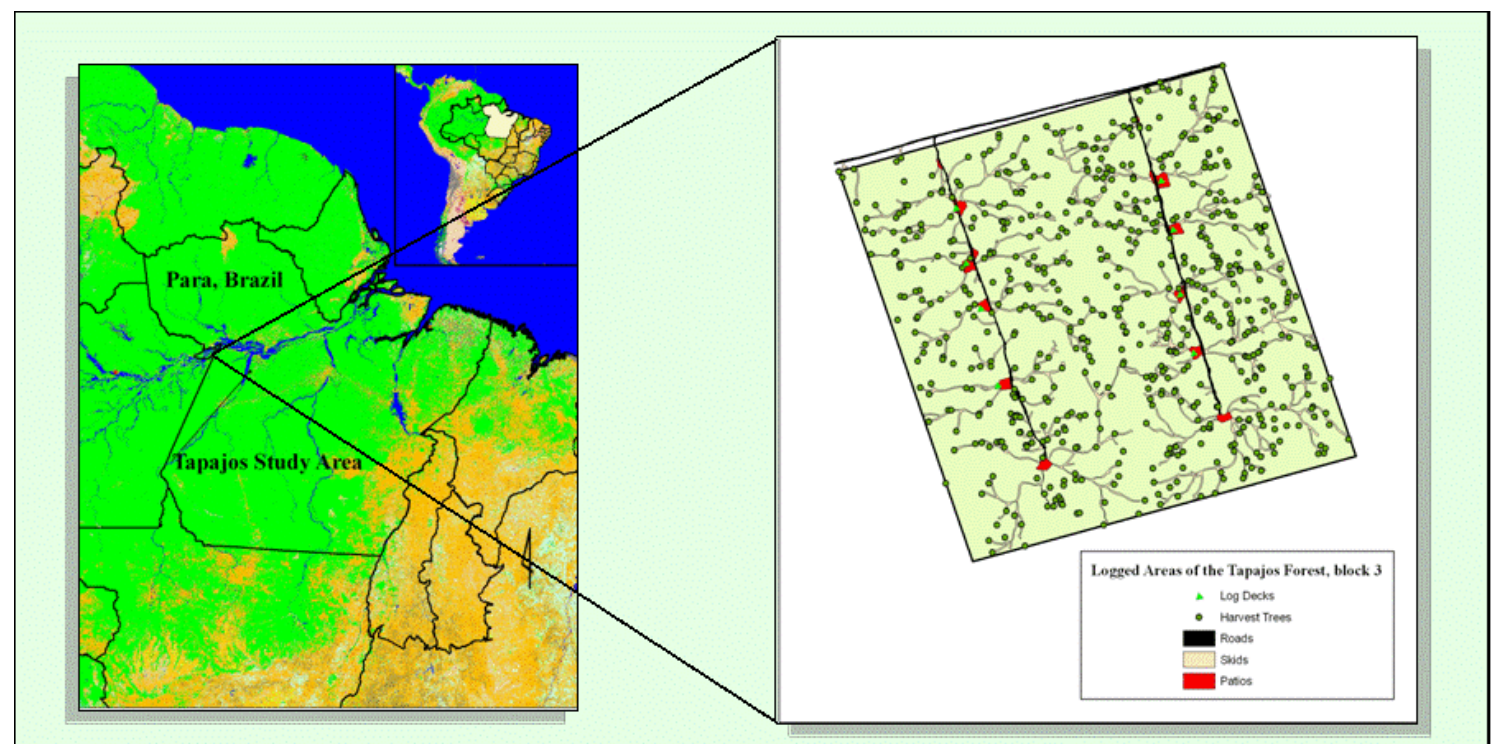 Para, Brazil
Tapajos Study Area
Logged Areas of the Tapajos Forest, block 3
Log Decks
Harvest Trees
Roads
Skids
Patios